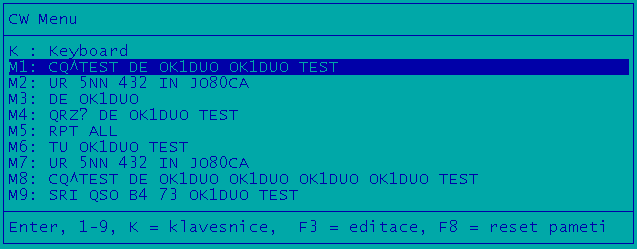 CW Menu
K : Keyboard
M1: CQ^TEST DE OK1DUO OK1DUO TEST
M2: UR 5NN 432 IN JO80CA
M3: DE OK1DUO
M4: QRZ? DE OK1DUO TEST
M5: RPT ALL
M6: TU OK1DUO TEST
M7: UR 5NN 432 IN JO80CA
M8: CQ^TEST DE OK1DUO OK1DUO OK1DUO OK1DUO TEST
M9: SRI QSO B4 73 OK1DUO TEST
Enter, 1-9, K = klavesnice,  F3 = editace, F8 = reset pameti